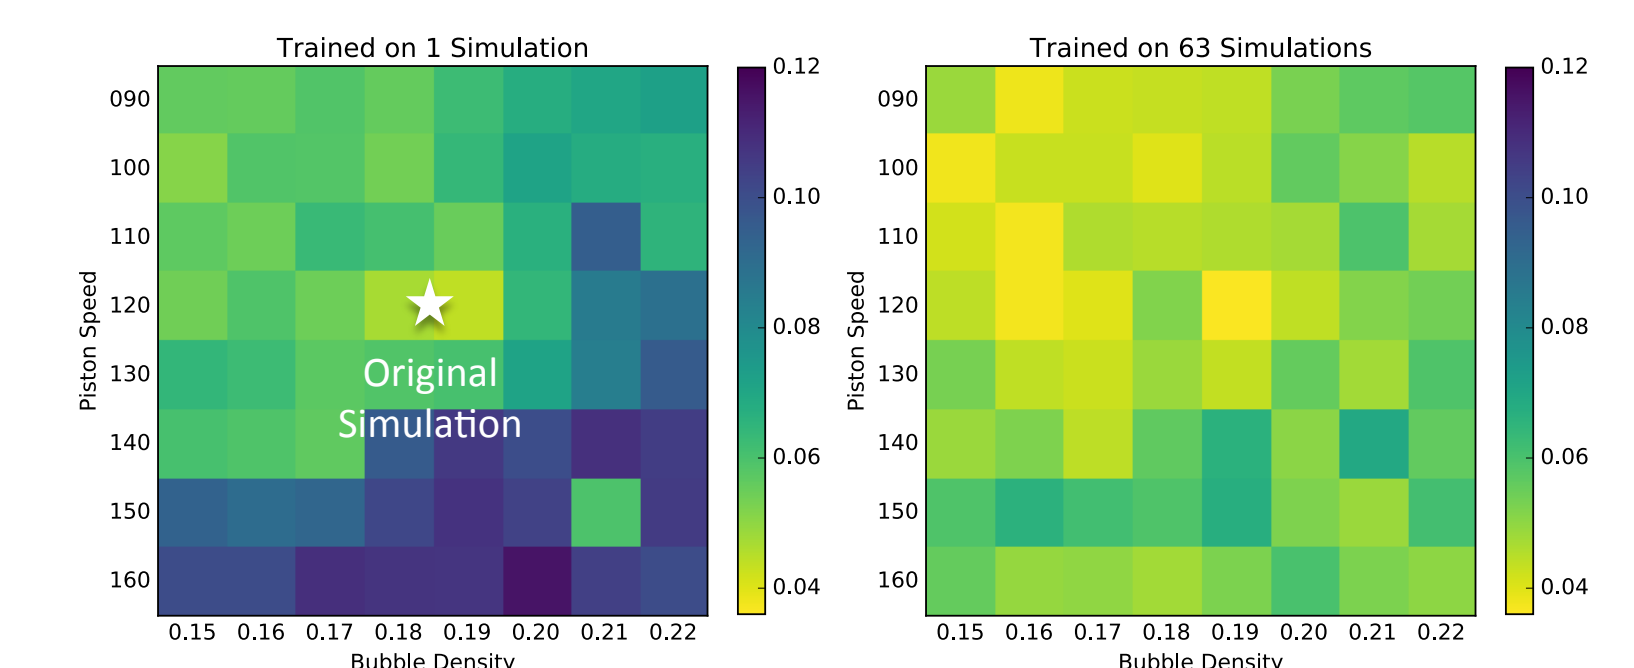 Trained on 1 Simulation
090
100
110
120
130
140
150
160
Piston Speed
0.15 0.16 0.17 0.18 0.19 0.20 0.21 0.22
Bubble Density
Original
Simulation
0.12
0.10
0.08
0.06
0.04
Trained on 63 Simulations
090
100
110
120
130
140
150
160
Piston Speed
0.15 0.16 0.17 0.18 0.19 0.20 0.21 0.22
Bubble Density
0.12
0.10
0.08
0.06
0.04